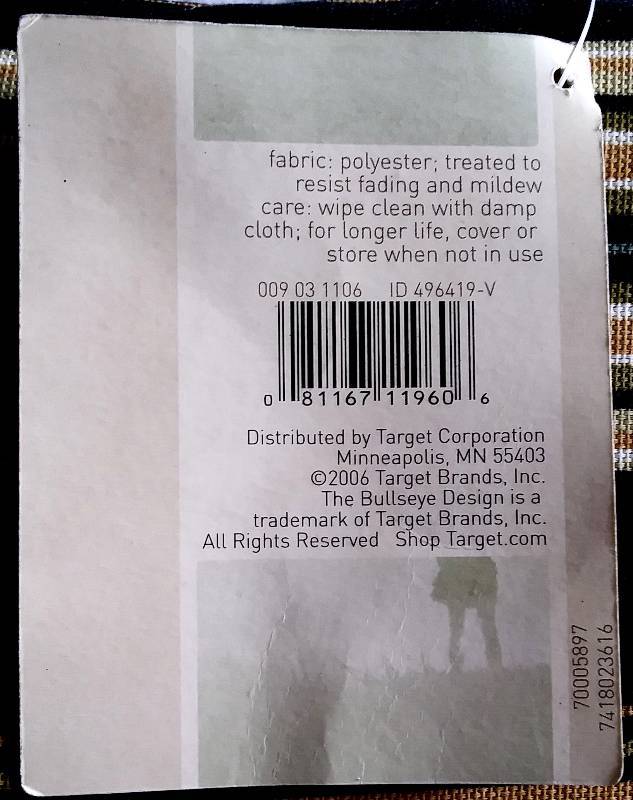 fabric: polyester; treated to
resist fading and mildew
care: wipe clean with damp
cloth; for longer life, cover or
store when not in use
009 03 1106 ID 496419-V
0 81167 11960 6
Distributed by Target Corporation
Minneapolis, MN 55403
©2006 Target Brands, Inc.
The Bullseye Design is a
trademark of Target Brands, Inc.
All Rights Reserved Shop Target.com
70005897
7418023616